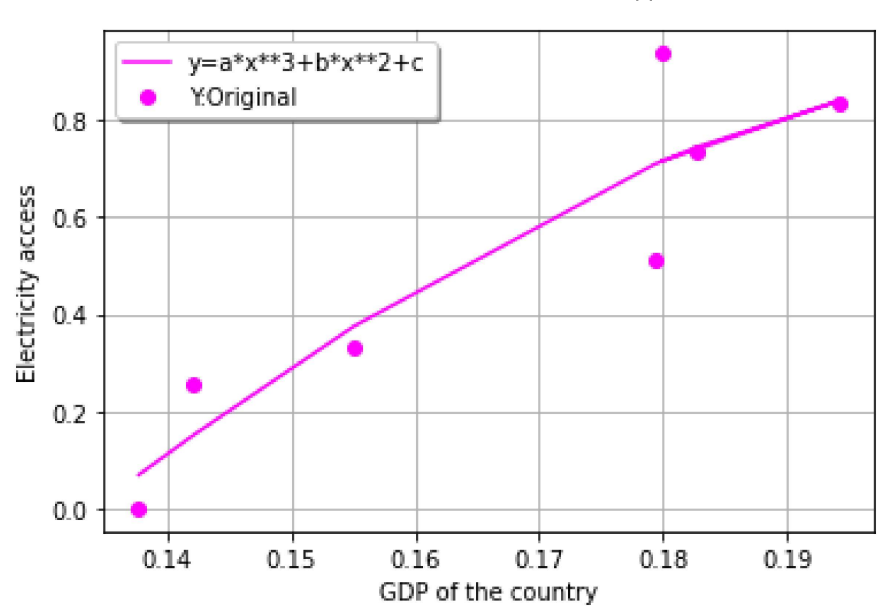 y=a*x**3+b*x**2+c
Y:Original
Electricity access
0.8
0.6
0.4
0.2
0.0
0.14 0.15 0.16 0.17 0.18 0.19
GDP of the country